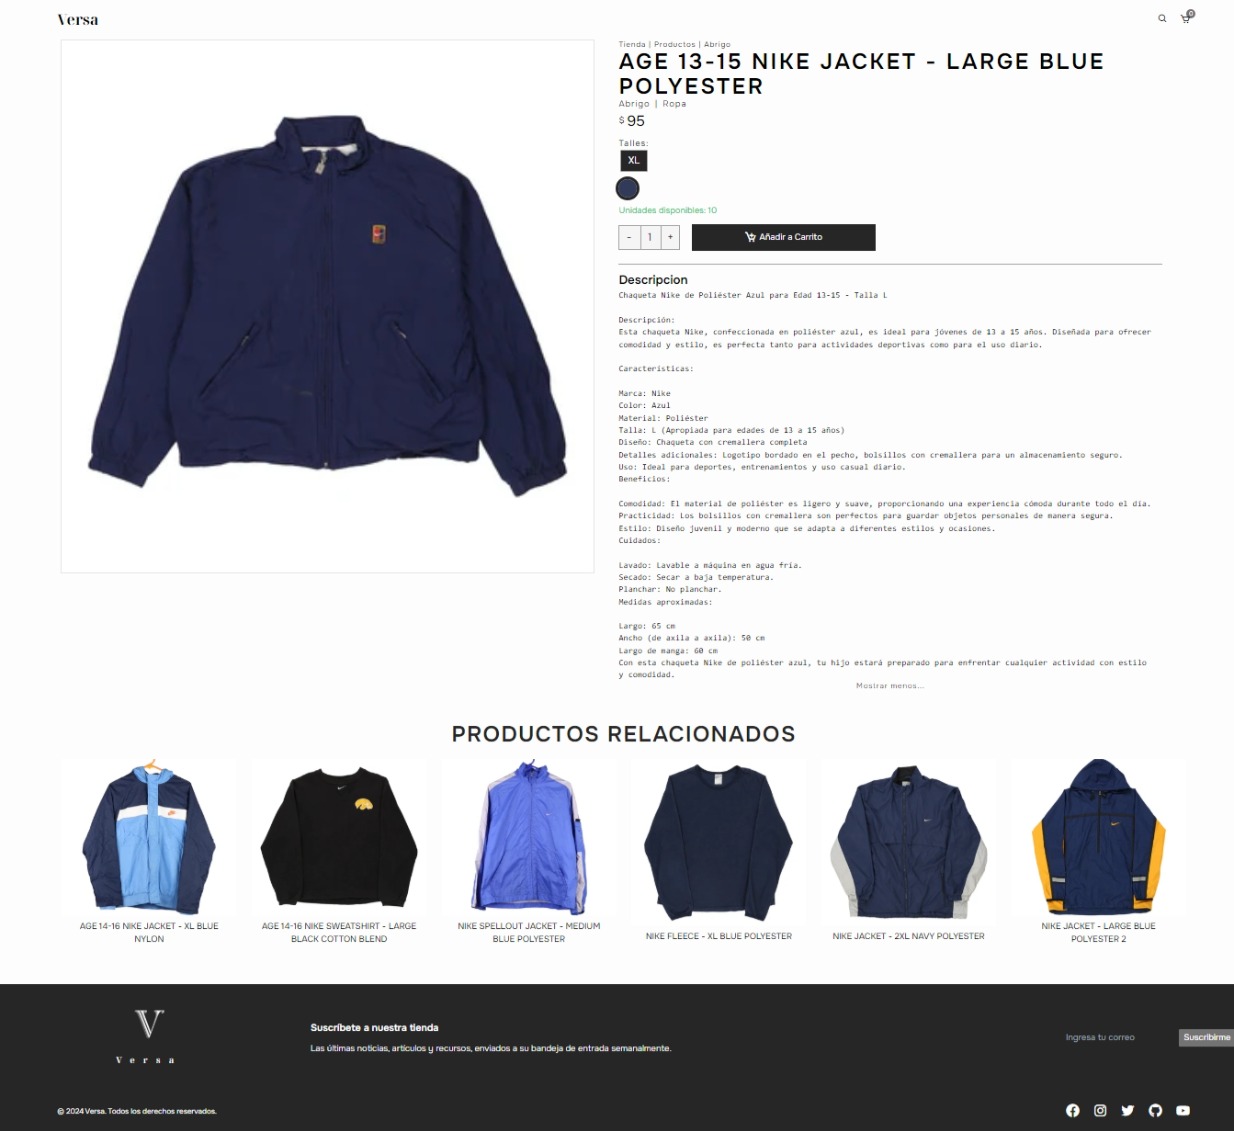 Versa
0
Tienda | Productos | Abrigo
AGE 13-15 NIKE JACKET - LARGE BLUE
POLYESTER
Abrigo | Ropa
$ 95
Talles:
XL
Unidades disponibles: 10
- 1 + Añadir a Carrito
Descripcion
Chaqueta Nike de Poliéster Azul para Edad 13-15 - Talla L
Descripción:
Esta chaqueta Nike, confeccionada en poliéster azul, es ideal para jóvenes de 13 a 15 años. Diseñada para ofrecer
comodidad y estilo, es perfecta tanto para actividades deportivas como para el uso diario.
Características:
Marca: Nike
Color: Azul
Material: Poliéster
Talla: L (Apropiada para edades de 13 a 15 años)
Diseño: Chaqueta con cremallera completa
Detalles adicionales: Logotipo bordado en el pecho, bolsillos con cremallera para un almacenamiento seguro.
Uso: Ideal para deportes, entrenamientos y uso casual diario.
Beneficios:
Comodidad: El material de poliéster es ligero y suave, proporcionando una experiencia cómoda durante todo el día.
Practicidad: Los bolsillos con cremallera son perfectos para guardar objetos personales de manera segura.
Estilo: Diseño juvenil y moderno que se adapta a diferentes estilos y ocasiones.
Cuidados:
Lavado: Lavable a máquina en agua fría.
Secado: Secar a baja temperatura.
Planchar: No planchar.
Medidas aproximadas:
Largo: 65 cm
Ancho (de axila a axila): 50 cm
Largo de manga: 60 cm
Con esta chaqueta Nike de poliéster azul, tu hijo estará preparado para enfrentar cualquier actividad con estilo
y comodidad.
Mostrar menos...
PRODUCTOS RELACIONADOS
AGE 14-16 NIKE JACKET - XL BLUE
NYLON
AGE 14-16 NIKE SWEATSHIRT - LARGE
BLACK COTTON BLEND
NIKE SPELLOUT JACKET - MEDIUM
BLUE POLYESTER
NIKE FLEECE - XL BLUE POLYESTER
NIKE JACKET - 2XL NAVY POLYESTER
NIKE JACKET - LARGE BLUE
POLYESTER 2
V
Versa
Suscríbete a nuestra tienda
Las últimas noticias, artículos y recursos, enviados a su bandeja de entrada semanalmente.
Ingresa tu correo
Suscribirme
© 2024 Versa. Todos los derechos reservados.